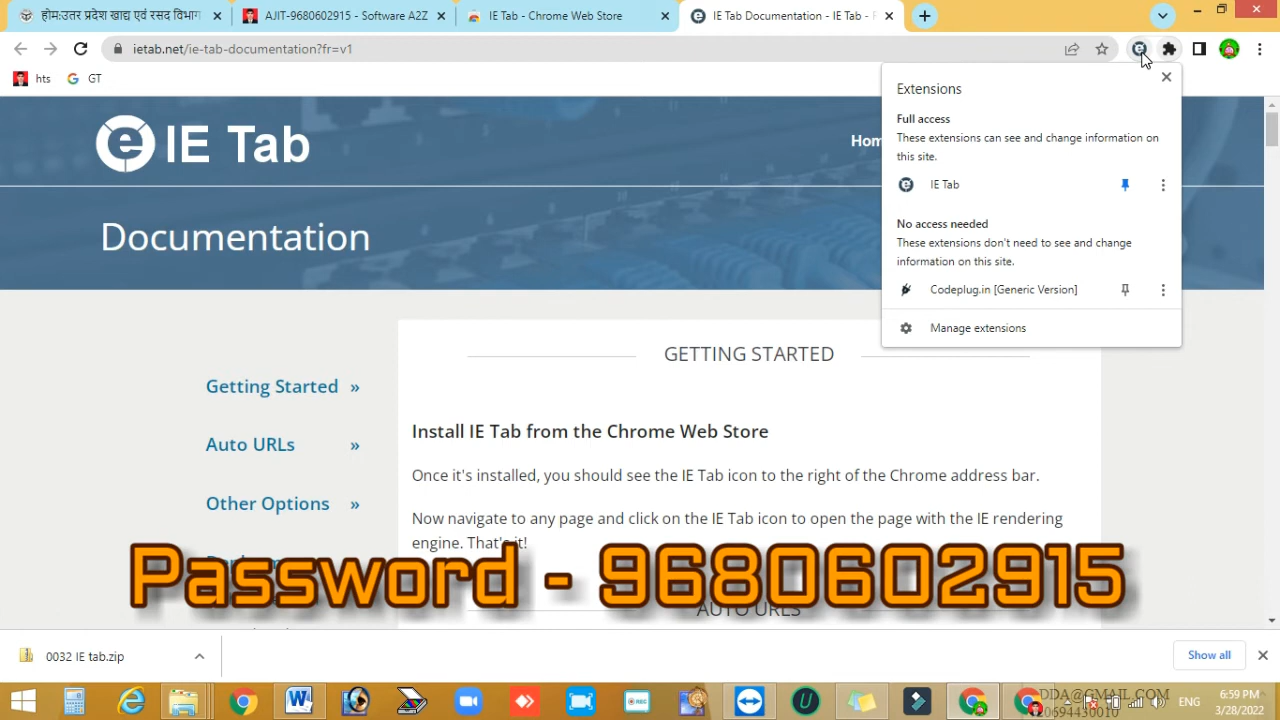 होम:उतर प्रदेश खाद्य एवं रसद विभाग
AJIT-9680602915 - Software A2Z
IE Tab - Chrome Web Store
IE Tab Documentation - IE Tab - F
ietab.net/ie-tab-documentation?fr=v1
hts
GT
Extensions
Full access
These extensions can see and change information on
this site.
IE Tab
No access needed
These extensions don't need to see and change
information on this site.
Codeplug.in [Generic Version]
Manage extensions
IE Tab
Hom
Documentation
Getting Started »
Auto URLs »
Other Options »
GETTING STARTED
Install IE Tab from the Chrome Web Store
Once it's installed, you should see the IE Tab icon to the right of the Chrome address bar.
Now navigate to any page and click on the IE Tab icon to open the page with the IE rendering
engine. That's it!
AUTO URLS
Password - 9680602915
0032 IE tab.zip
Show all
DDA@GMAIL.COM
ENG
6:59 PM
3/28/2022